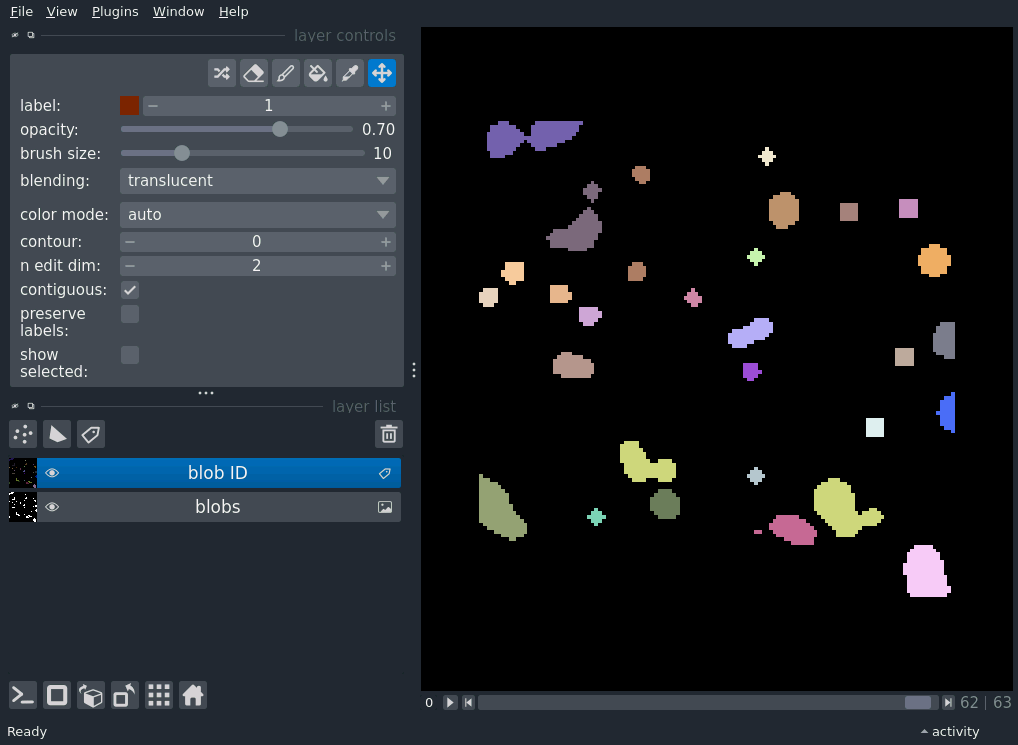 File View Plugins Window Help
layer controls
label: 1
opacity: 0.70
brush size: 10
blending: translucent
color mode: auto
contour: 0
n edit dim: 2
contiguous:
preserve
labels:
show
selected:
layer list
blob ID
blobs
0 62 | 63
Ready activity